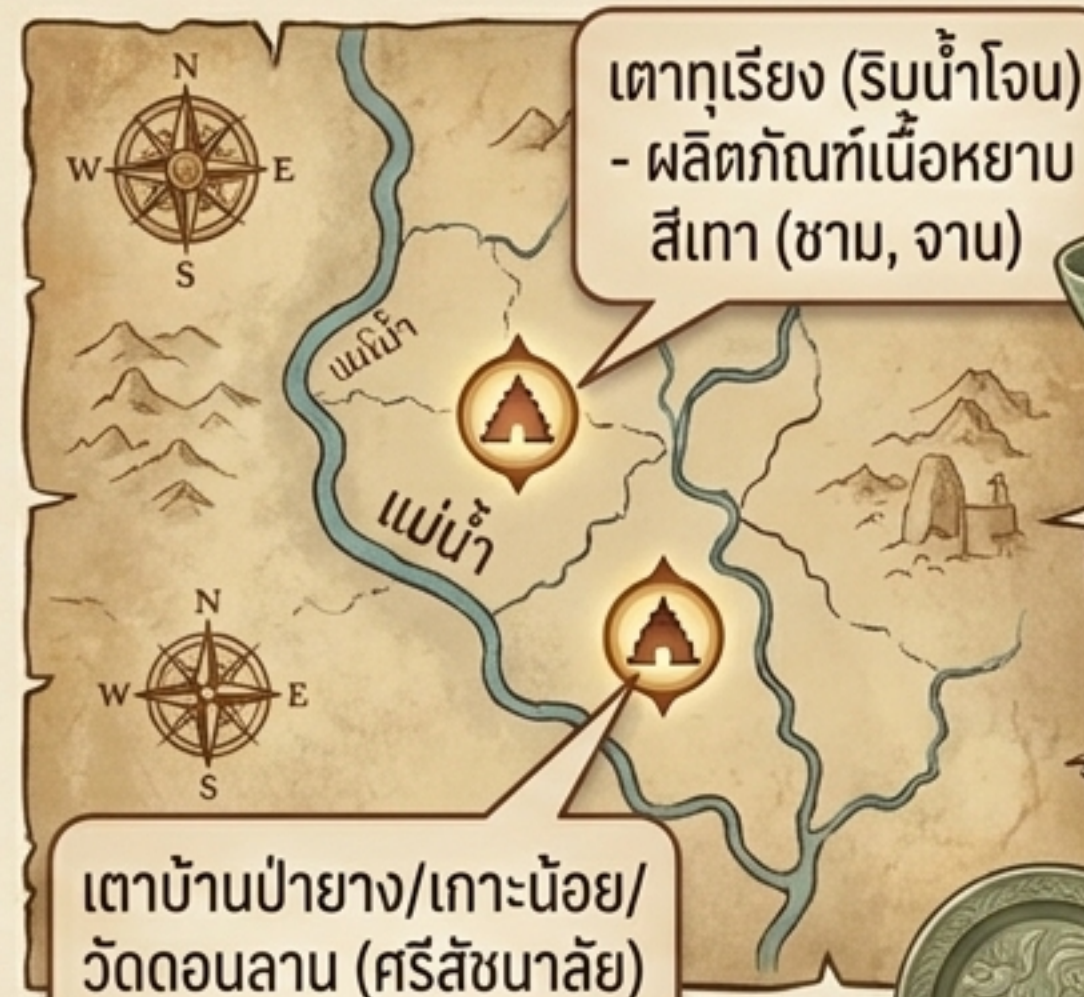 N
W E
S
เตาทุเรียง (ริมน้ำโจน)
- ผลิตภัณฑ์เนื้อหยาบ
สีเทา (ชาม, จาน)
แม่น้ำ
N
W E
S
เตาบ้านป่ายาง/เกาะน้อย/
วัดดอนลาน (ศรีสัชนาลัย)